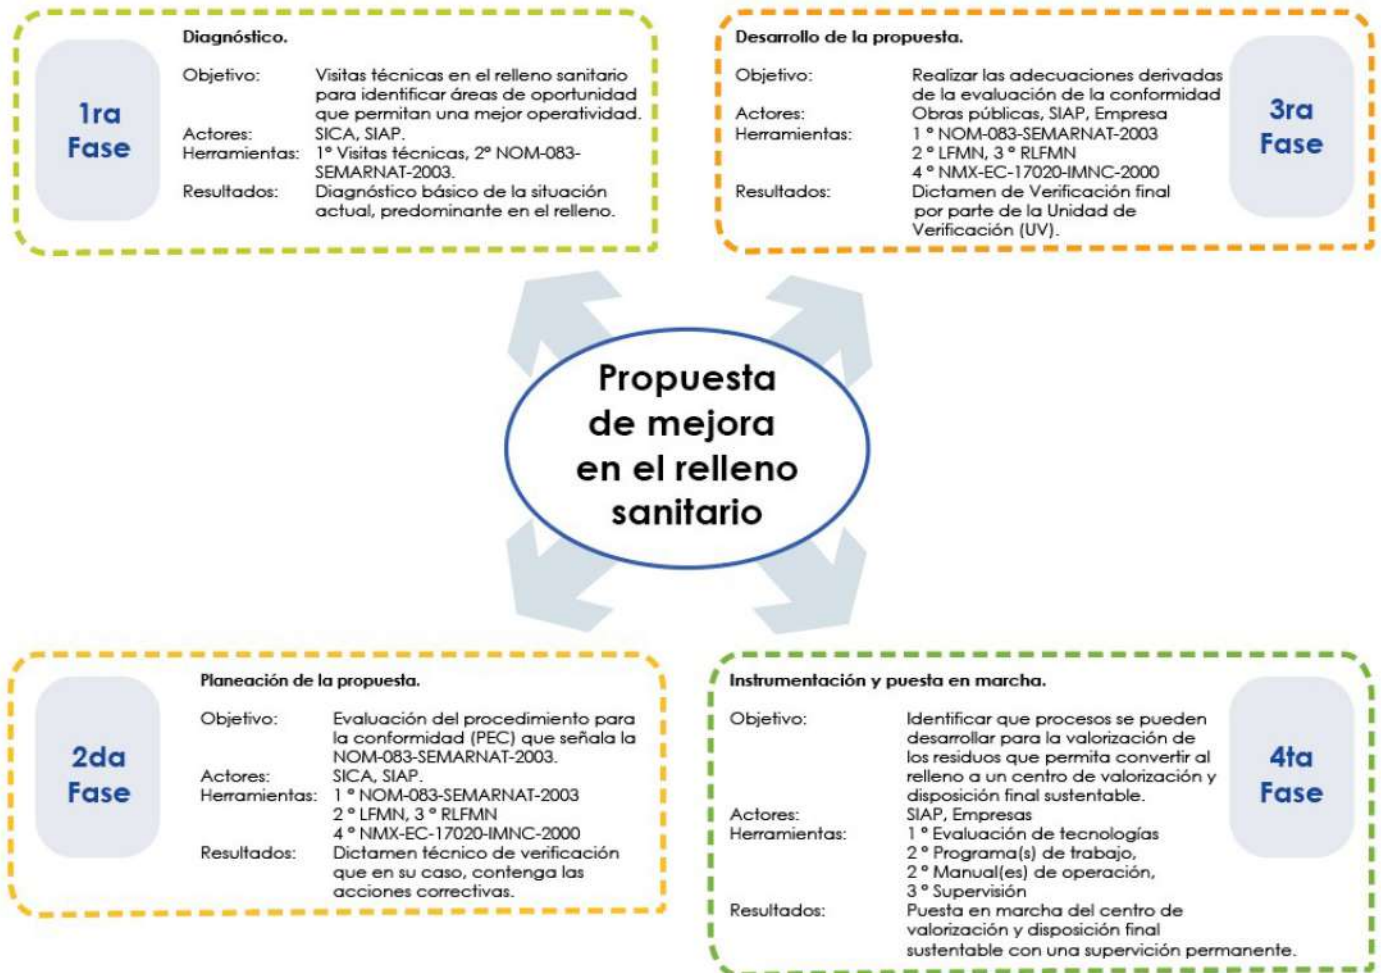 1ra
Fase
Diagnóstico.
Objetivo: Visitas técnicas en el relleno sanitario
para identificar áreas de oportunidad
que permitan una mejor operatividad.
Actores: SICA, SIAP.
Herramientas: 1º Visitas técnicas, 2º NOM-083-
SEMARNAT-2003.
Resultados: Diagnóstico básico de la situación
actual, predominante en el relleno.
2da
Fase
Planeación de la propuesta.
Objetivo: Evaluación del procedimiento para
la conformidad (PEC) que señala la
NOM-083-SEMARNAT-2003.
Actores: SICA, SIAP.
Herramientas: 1 º NOM-083-SEMARNAT-2003
2 º LFMN, 3 º RLFMN
4 º NMX-EC-17020-IMNC-2000
Resultados: Dictamen técnico de verificación
que en su caso, contenga las
acciones correctivas.
Propuesta
de mejora
en el relleno
sanitario
3ra
Fase
Desarrollo de la propuesta.
Objetivo: Realizar las adecuaciones derivadas
de la evaluación de la conformidad
Actores: Obras públicas, SIAP, Empresa
Herramientas: 1 º NOM-083-SEMARNAT-2003
2 º LFMN, 3 º RLFMN
4 º NMX-EC-17020-IMNC-2000
Resultados: Dictamen de Verificación final
por parte de la Unidad de
Verificación (UV).
4ta
Fase
Instrumentación y puesta en marcha.
Objetivo: Identificar que procesos se pueden
desarrollar para la valorización de
los residuos que permita convertir al
relleno a un centro de valorización y
disposición final sustentable.
Actores: SIAP, Empresas
Herramientas: 1 º Evaluación de tecnologías
2 º Programa(s) de trabajo,
2 º Manual(es) de operación,
3 º Supervisión
Resultados: Puesta en marcha del centro de
valorización y disposición final
sustentable con una supervición permanente.